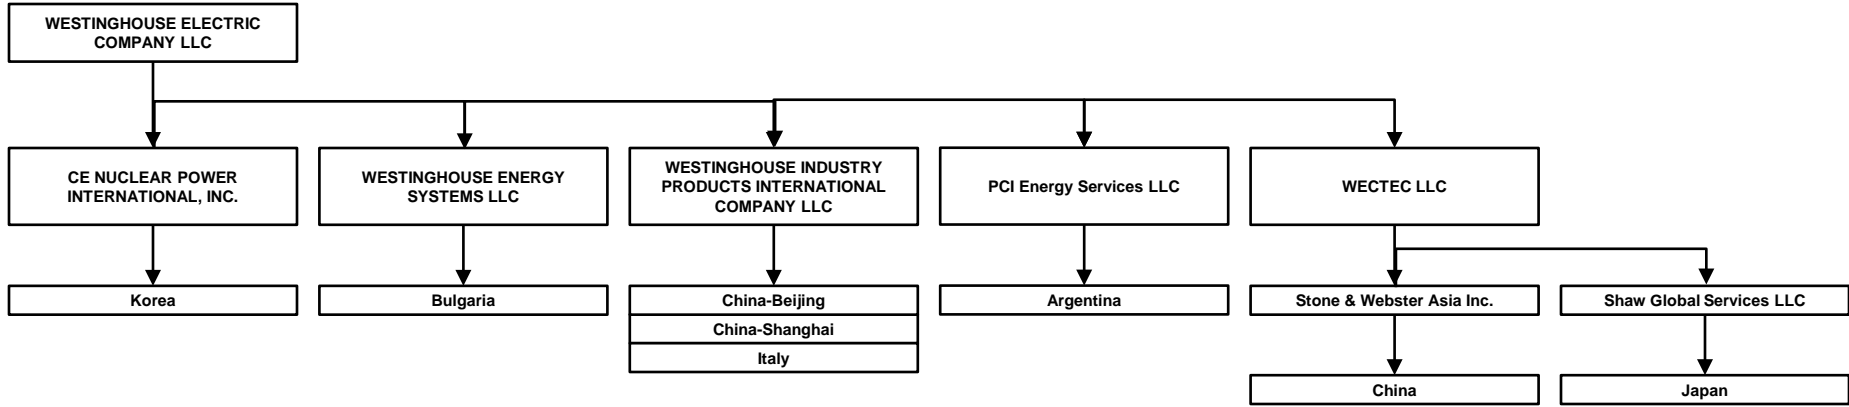 WESTINGHOUSE ELECTRIC
COMPANY LLC
CE NUCLEAR POWER
INTERNATIONAL, INC.
WESTINGHOUSE ENERGY
SYSTEMS LLC
WESTINGHOUSE INDUSTRY
PRODUCTS INTERNATIONAL
COMPANY LLC
PCI Energy Services LLC
WECTEC LLC
Korea
Bulgaria
China-Beijing
China-Shanghai
Italy
Argentina
Stone & Webster Asia Inc.
Shaw Global Services LLC
China
Japan